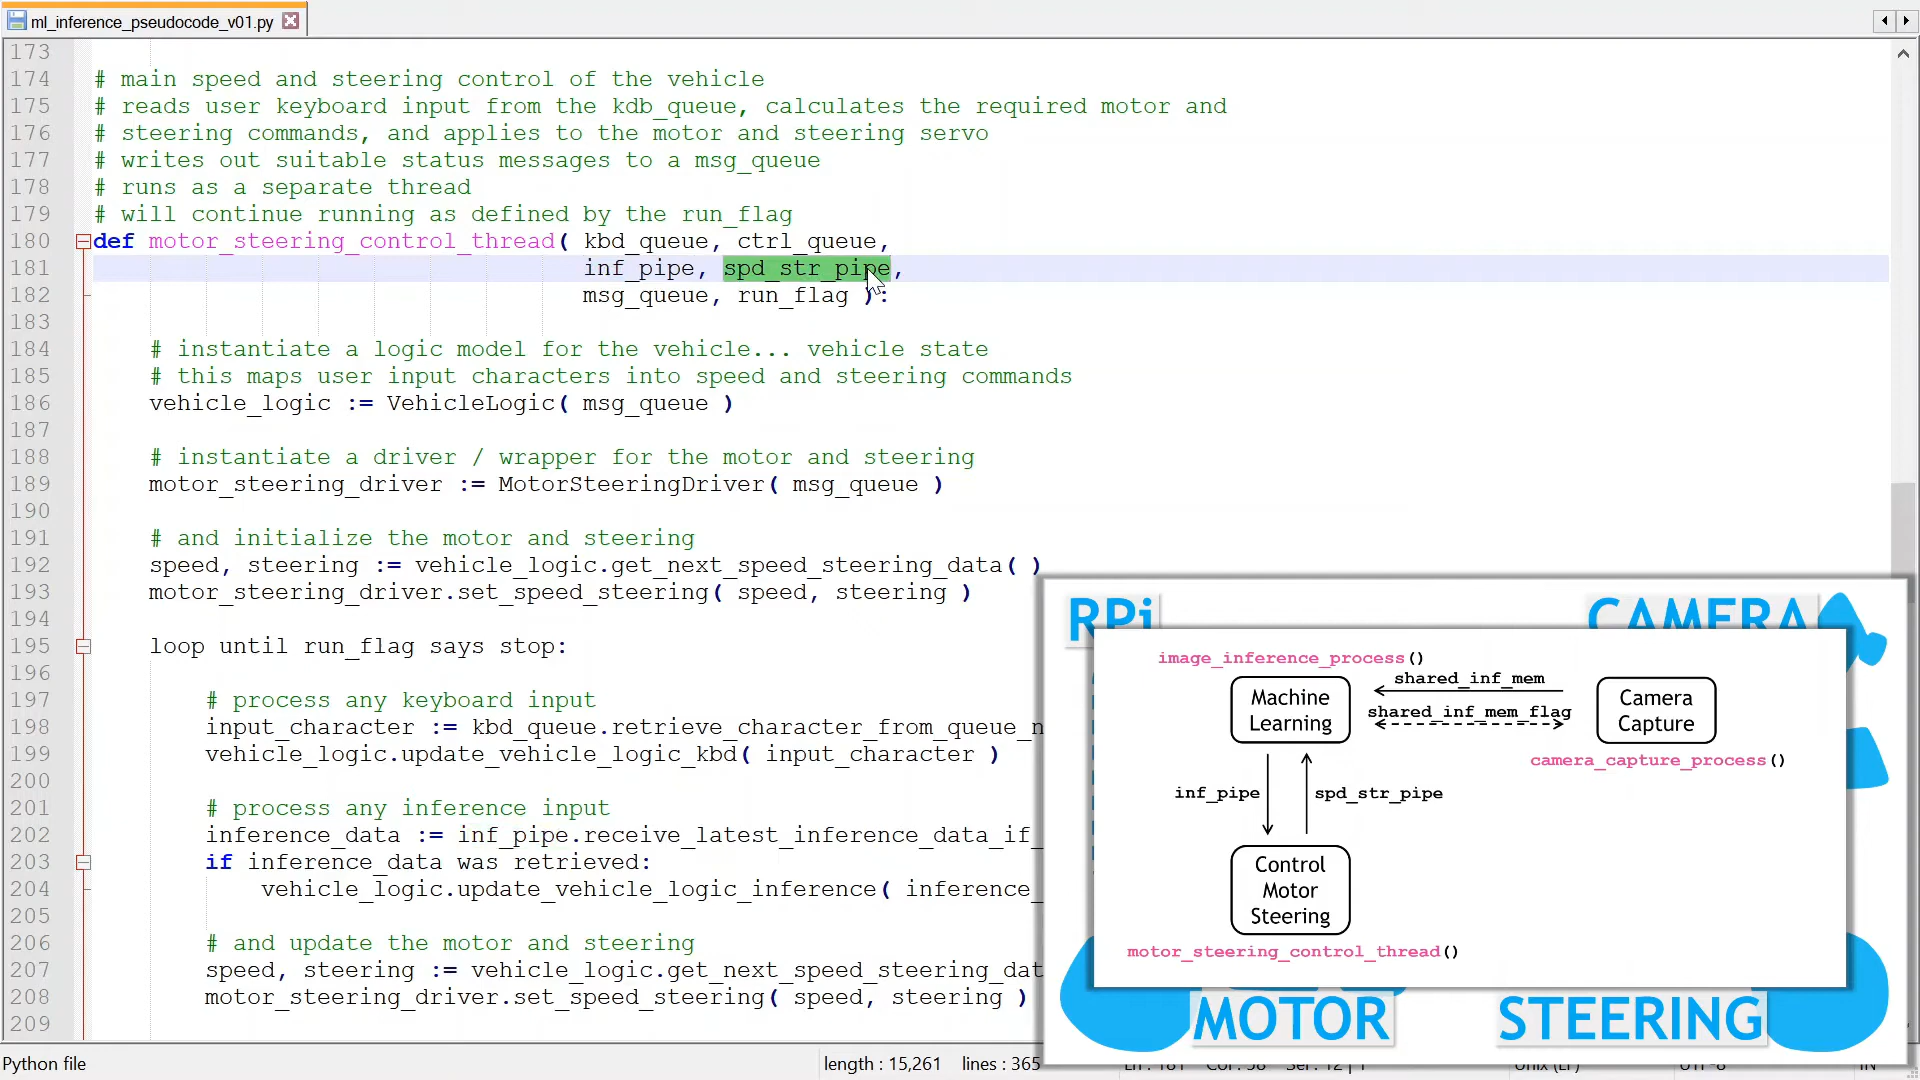 ml_inference_pseudocode_v01.py
173
174 # main speed and steering control of the vehicle
175 # reads user keyboard input from the kdb_queue, calculates the required motor and
176 # steering commands, and applies to the motor and steering servo
177 # writes out suitable status messages to a msg_queue
178 # runs as a separate thread
179 # will continue running as defined by the run_flag
180 def motor_steering_control_thread( kbd_queue, ctrl_queue,
181 inf_pipe, spd_str_pipe,
182 msg_queue, run_flag ):
183
184 # instantiate a logic model for the vehicle... vehicle state
185 # this maps user input characters into speed and steering commands
186 vehicle_logic := VehicleLogic( msg_queue )
187
188 # instantiate a driver / wrapper for the motor and steering
189 motor_steering_driver := MotorSteeringDriver( msg_queue )
190
191 # and initialize the motor and steering
192 speed, steering := vehicle_logic.get_next_speed_steering_data( )
193 motor_steering_driver.set_speed_steering( speed, steering )
194
195 loop until run_flag says stop:
196
197 # process any keyboard input
198 input_character := kbd_queue.retrieve_character_from_queue_n
199 vehicle_logic.update_vehicle_logic_kbd( input_character )
200
201 # process any inference input
202 inference_data := inf_pipe.receive_latest_inference_data_if_
203 if inference_data was retrieved:
204 vehicle_logic.update_vehicle_logic_inference( inference_
205
206 # and update the motor and steering
207 speed, steering := vehicle_logic.get_next_speed_steering_dat
208 motor_steering_driver.set_speed_steering( speed, steering )
209
RPi
CAMERA
image_inference_process()
shared_inf_mem
Machine
Learning
Camera
Capture
shared_inf_mem_flag
camera_capture_process()
inf_pipe
spd_str_pipe
Control
Motor
Steering
motor_steering_control_thread()
MOTOR
STEERING
Python file
length : 15,261 lines : 365